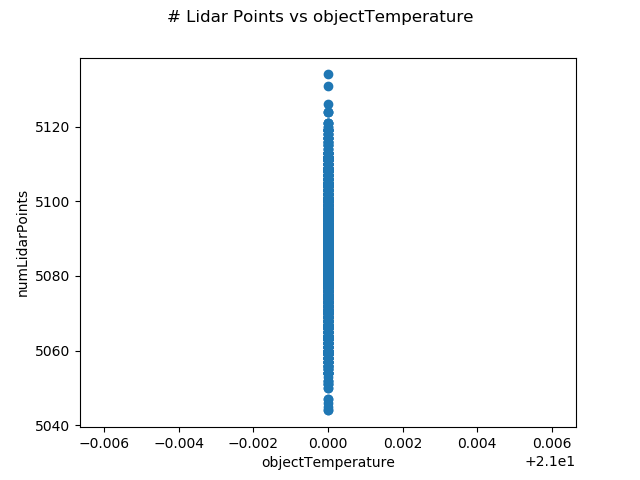 # Lidar Points vs objectTemperature
numLidarPoints
5120
5100
5080
5060
5040
−0.006 −0.004 −0.002 0.000 0.002 0.004 0.006
objectTemperature
+2.1e1